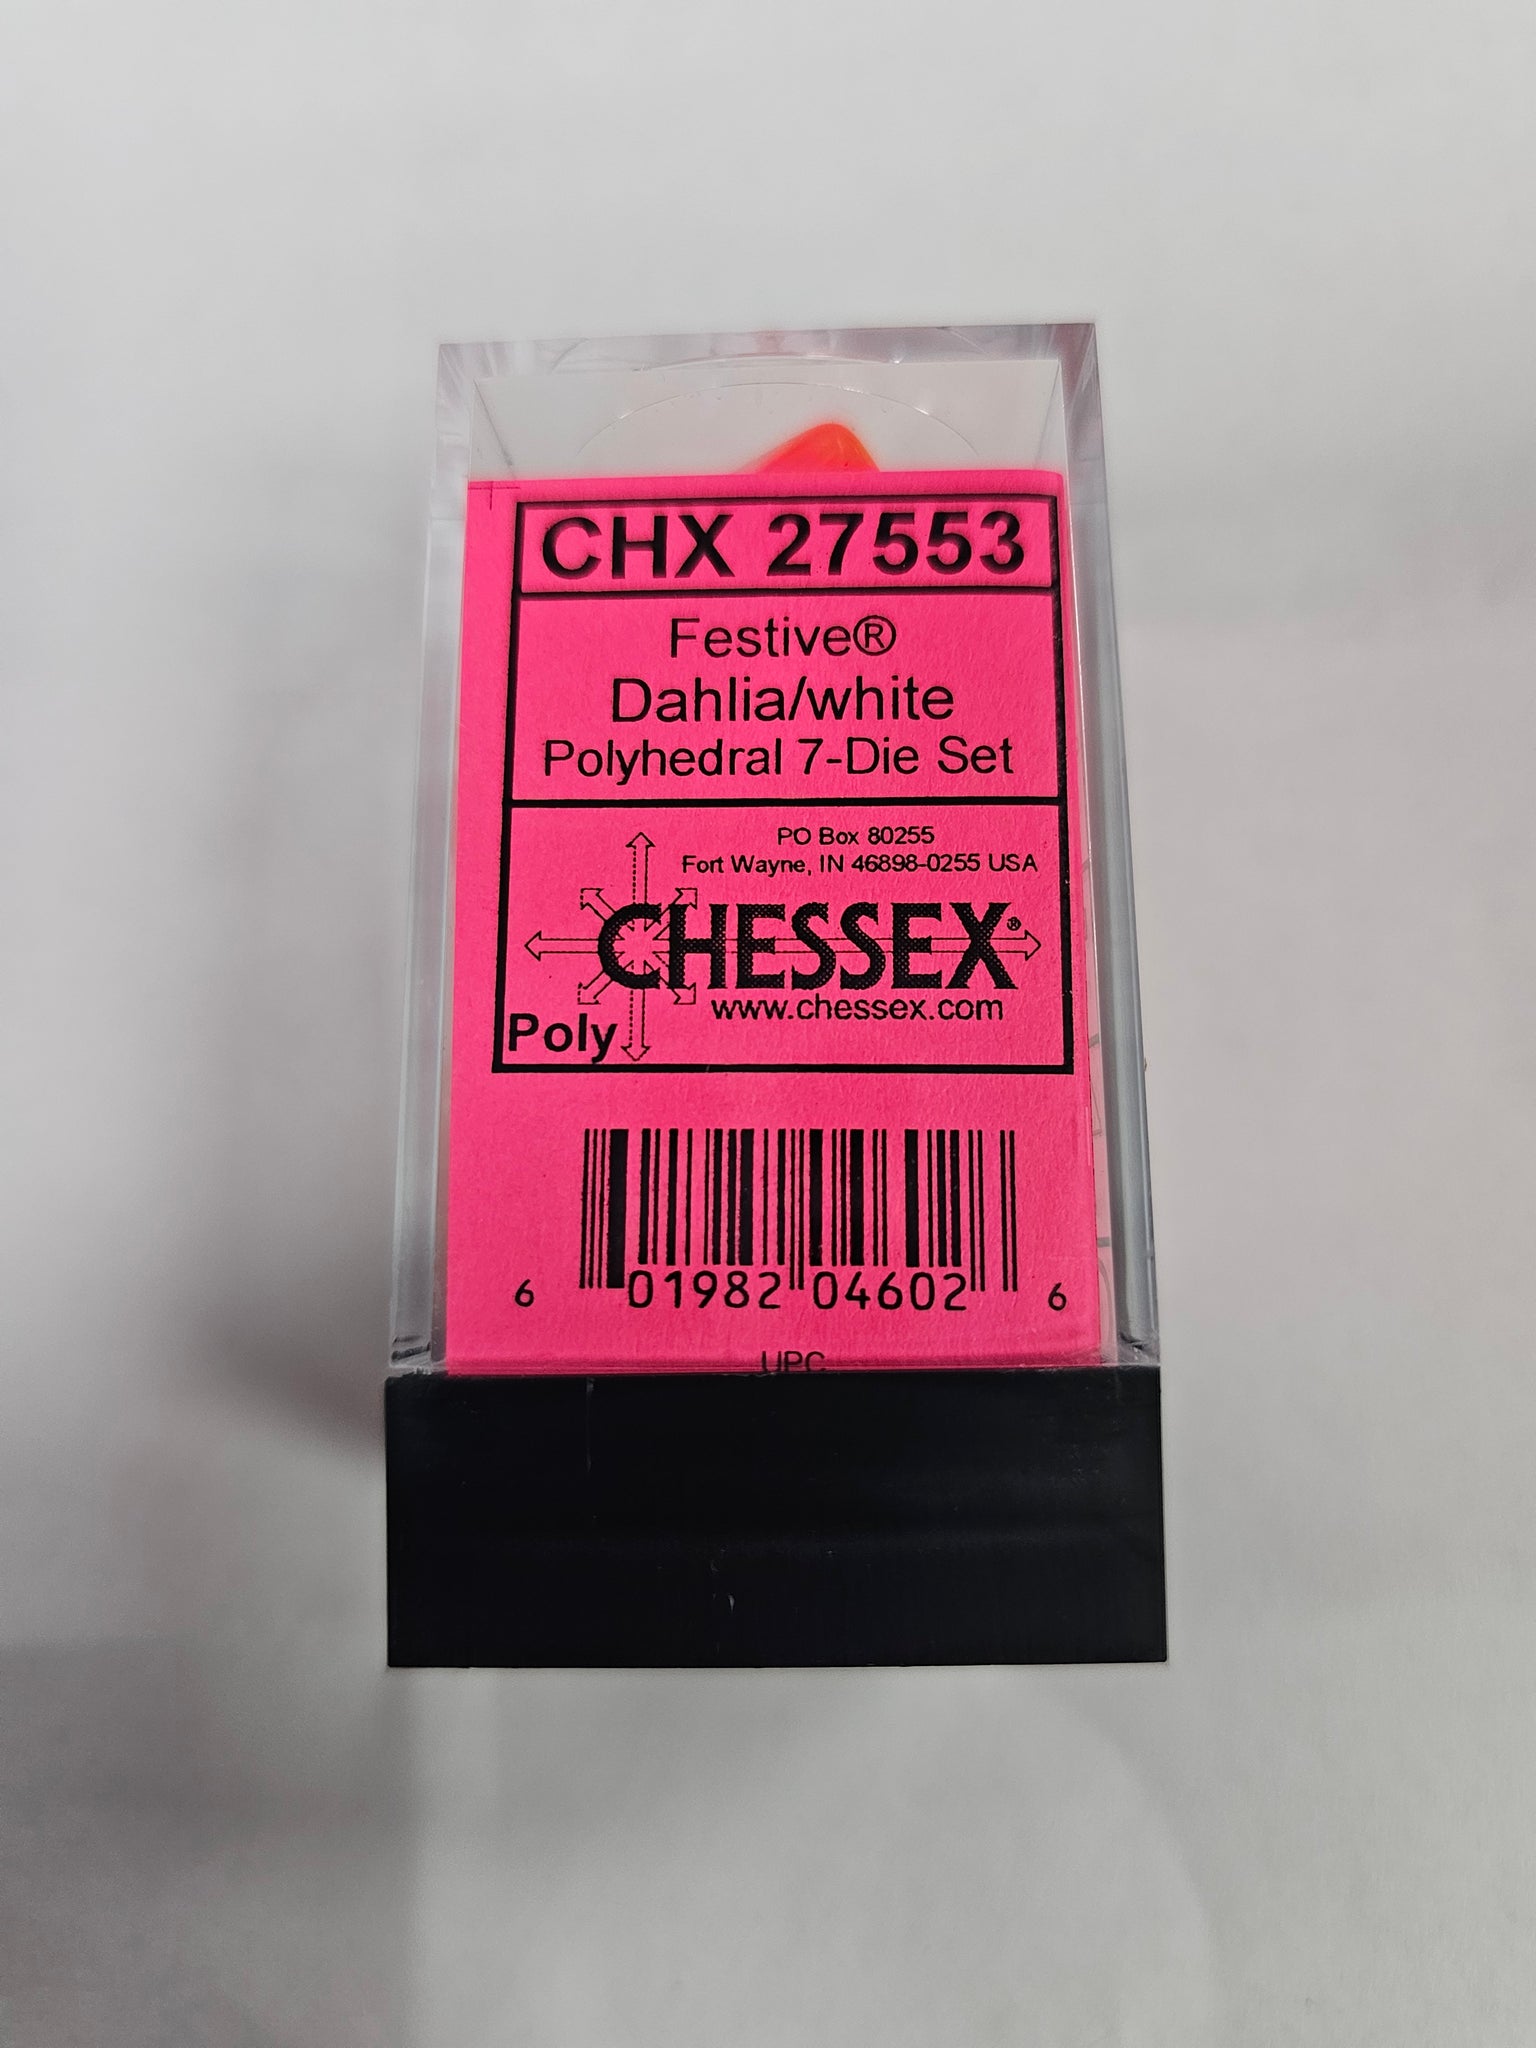 CHX 27553
Festive®
Dahlia/white
Polyhedral 7-Die Set
PO Box 80255
Fort Wayne, IN 46898-0255 USA
CHESSEX®
www.chessex.com
Poly
6 01982 04602 6
UPC